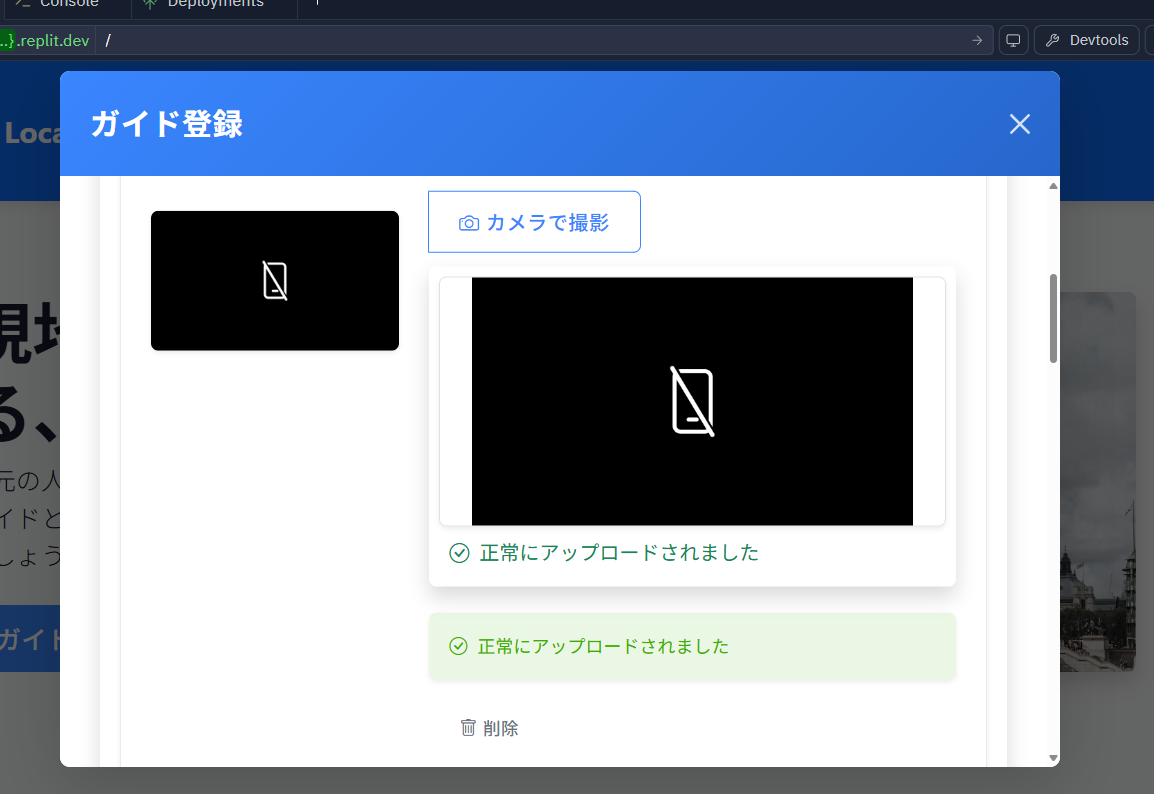 Console
Deployments
..}.replit.dev /
Devtools
Loca
ガイド登録
カメラで撮影
現地
る、
元の人
イドと
しょう
ガイド
正常にアップロードされました
正常にアップロードされました
削除